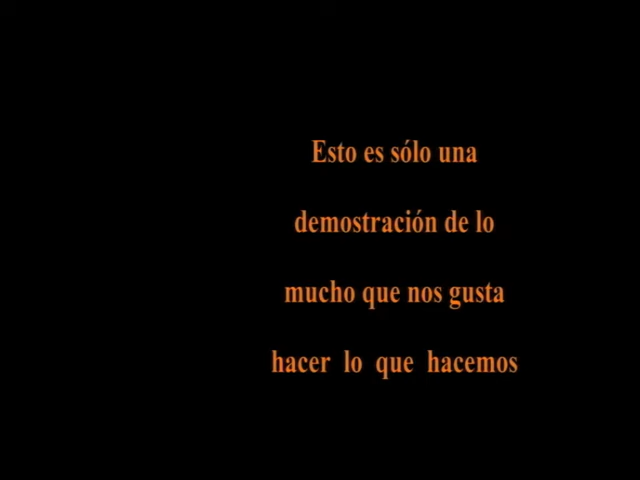 Esto es sólo una
demostración de lo
mucho que nos gusta
hacer lo que hacemos